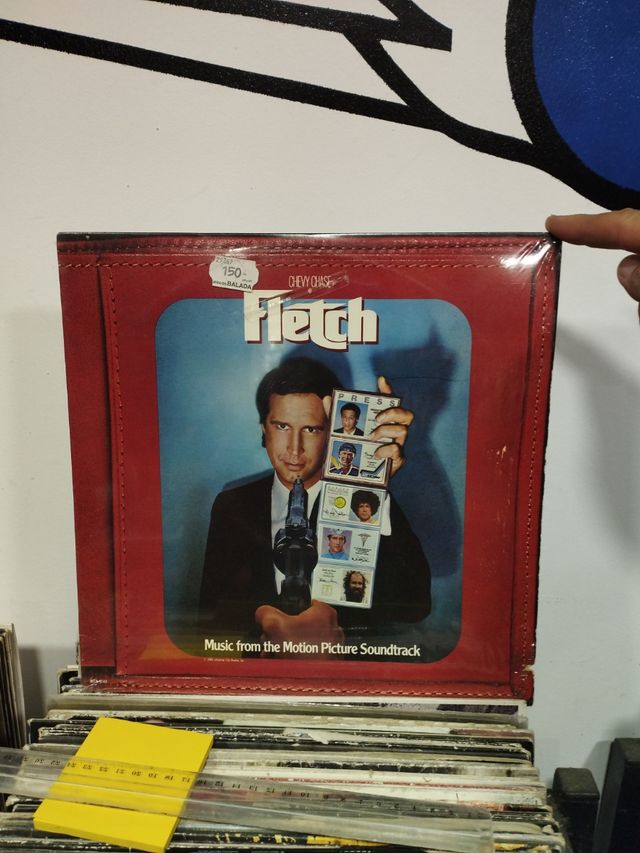 150-
BALADA
CHEVY CHASE
Fletch
PRESS
Music from the Motion Picture Soundtrack